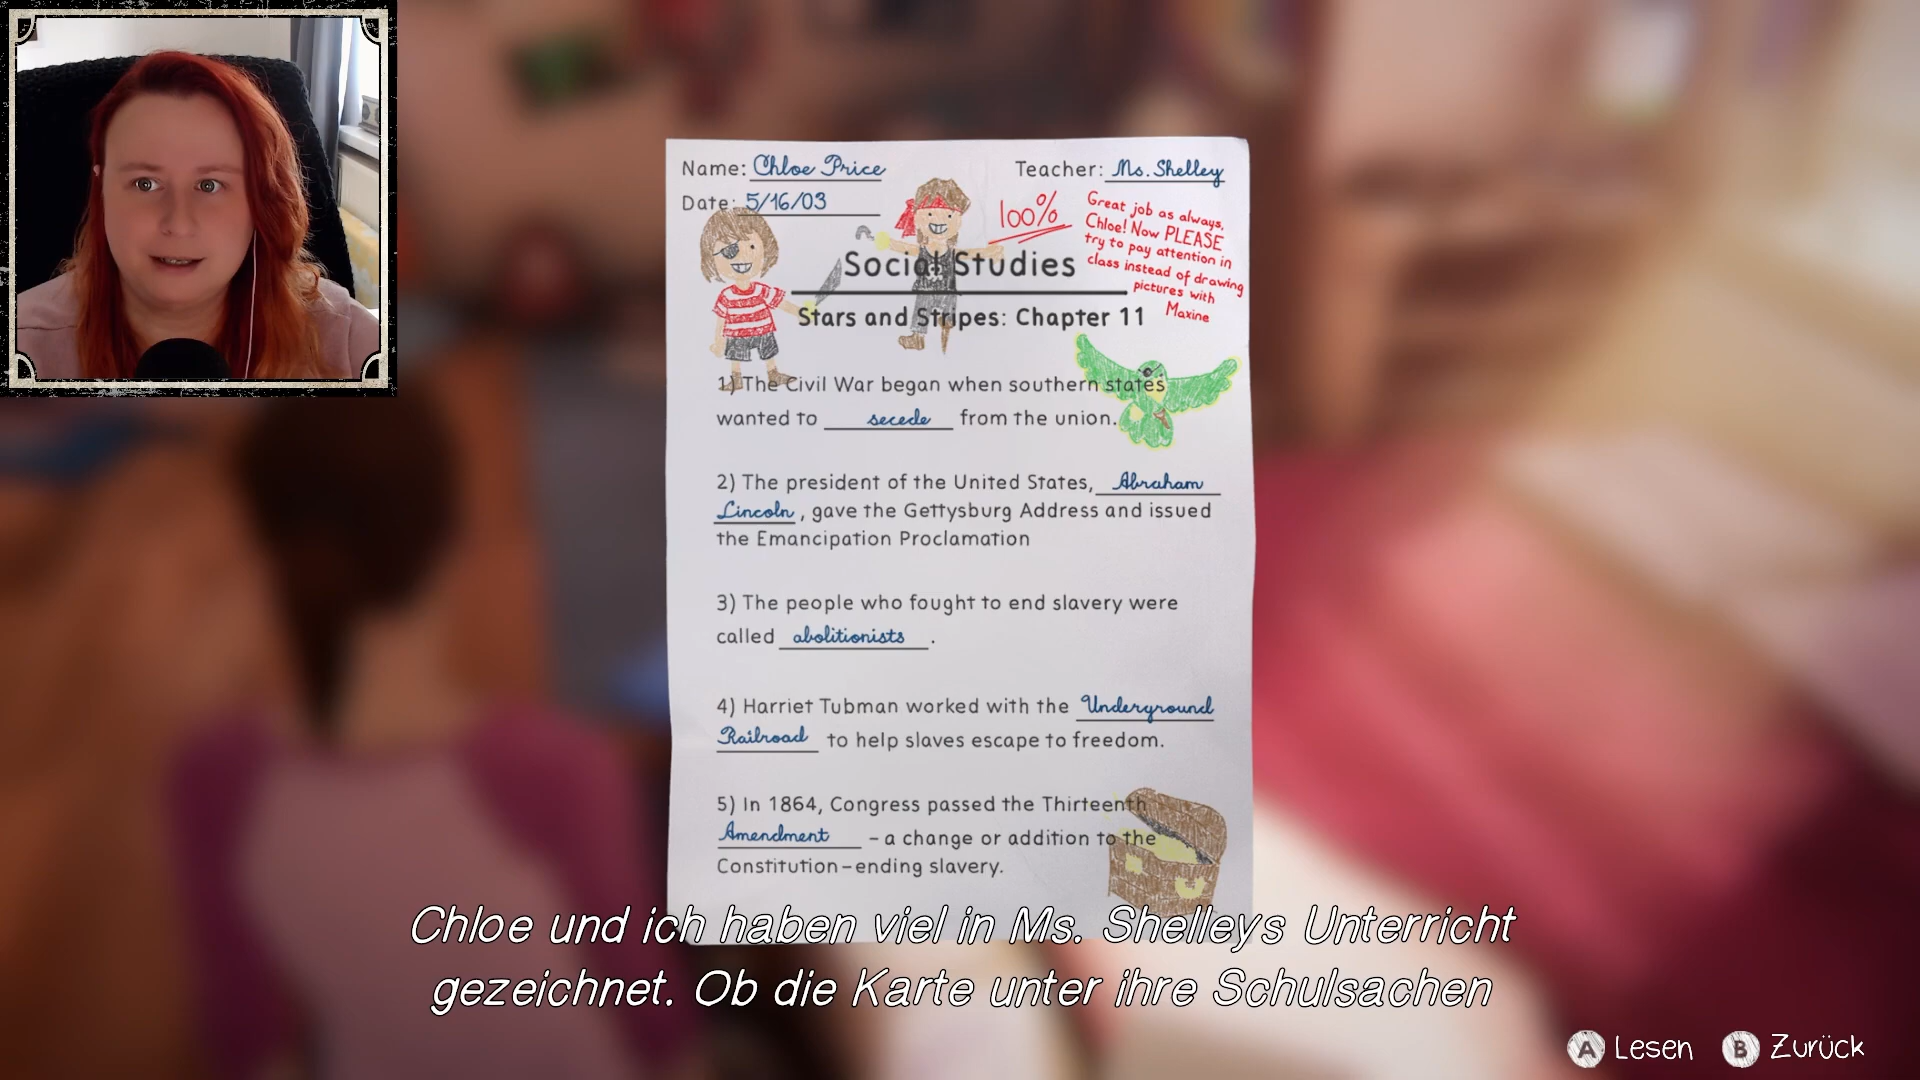 Name: Chloe Price
Teacher: Ms. Shelley
Date: 5/16/03
100%
Great job as always,
Chloe! Now PLEASE
try to pay attention in
class instead of drawing
pictures with
Maxine
Social Studies
Stars and Stripes: Chapter 11
1) The Civil War began when southern states
wanted to secede from the union.
2) The president of the United States, Abraham
Lincoln, gave the Gettysburg Address and issued
the Emancipation Proclamation
3) The people who fought to end slavery were
called abolitionists.
4) Harriet Tubman worked with the Underground
Railroad to help slaves escape to freedom.
5) In 1864, Congress passed the Thirteenth
Amendment – a change or addition to the
Constitution – ending slavery.
Chloe und ich haben viel in Ms. Shelleys Unterricht
gezeichnet. Ob die Karte unter ihre Schulsachen
A Lesen B Zurück